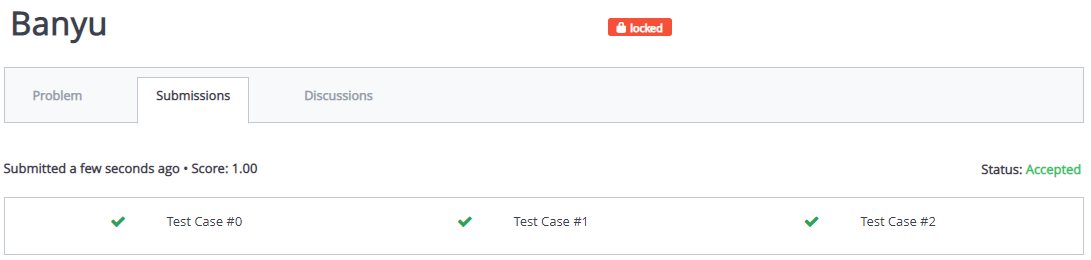 Banyu
locked
Problem Submissions Discussions
Submitted a few seconds ago • Score: 1.00 Status: Accepted
Test Case #0 Test Case #1 Test Case #2